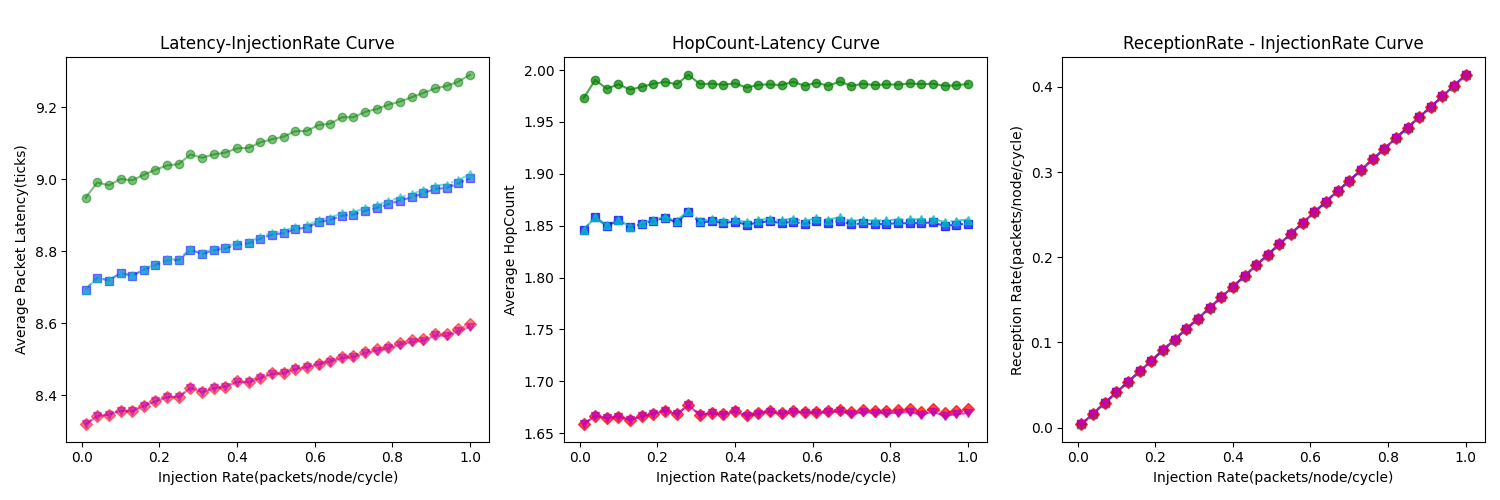 Latency-InjectionRate Curve
Average Packet Latency(ticks)
9.2
9.0
8.8
8.6
8.4
0.0 0.2 0.4 0.6 0.8 1.0
Injection Rate(packets/node/cycle)
HopCount-Latency Curve
Average HopCount
2.00
1.95
1.90
1.85
1.80
1.75
1.70
1.65
0.0 0.2 0.4 0.6 0.8 1.0
Injection Rate(packets/node/cycle)
ReceptionRate - InjectionRate Curve
Reception Rate(packets/node/cycle)
0.4
0.3
0.2
0.1
0.0
0.0 0.2 0.4 0.6 0.8 1.0
Injection Rate(packets/node/cycle)